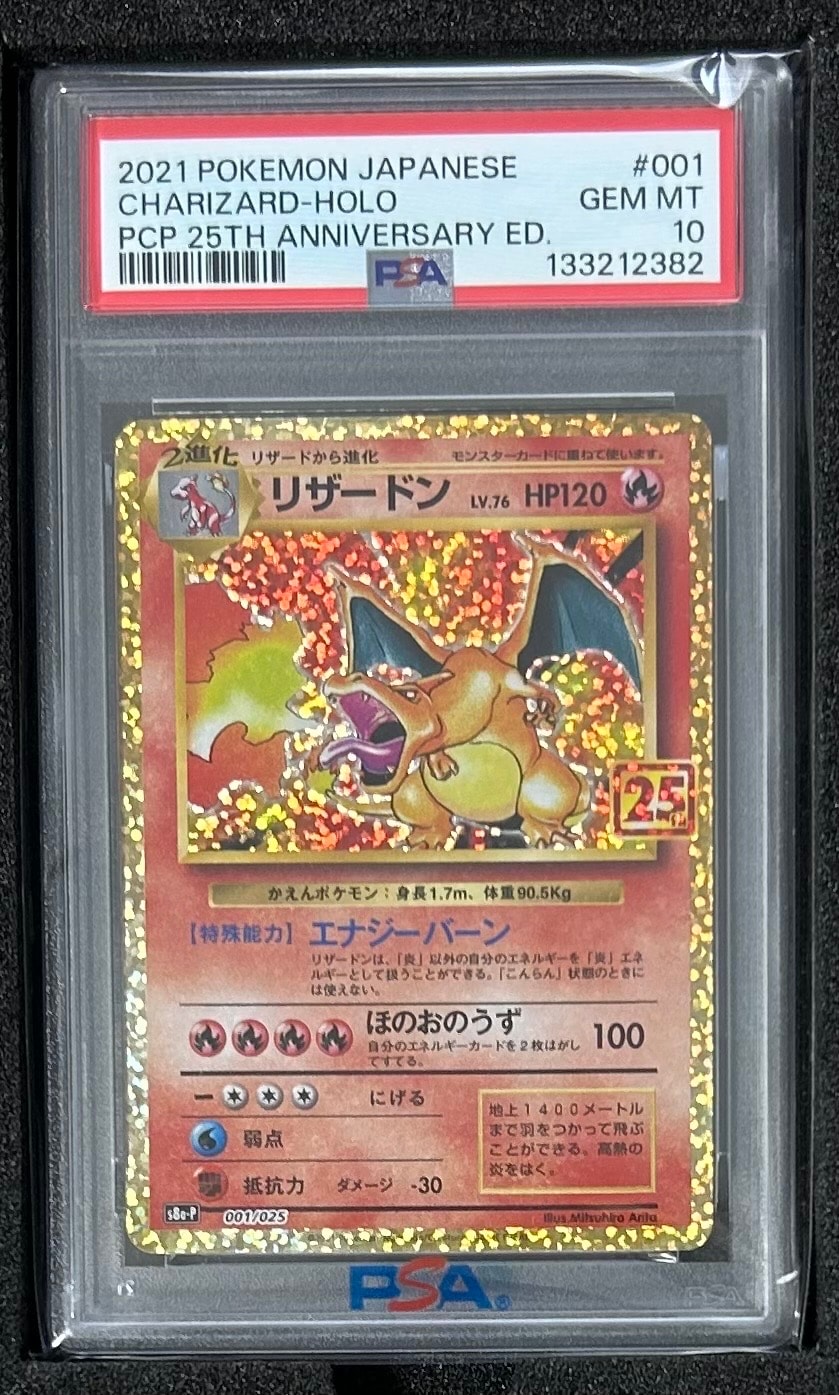 2021 POKEMON JAPANESE #001
CHARIZARD-HOLO GEM MT
PCP 25TH ANNIVERSARY ED. 10
PSA 133212382
2進化 リザードから進化 モンスターカードに重ねて使います。
リザードン LV.76 HP120
25th
かえんポケモン：身長1.7m、体重90.5Kg
【特殊能力】エナジーバーン
リザードンは、「炎」以外の自分のエネルギーを「炎」エネ
ルギーとして扱うことができる。「こんらん」状態のときに
は使えない。
ほのおのうず 100
自分のエネルギーカードを２枚はがし
てすてる。
にげる
弱点
抵抗力 ダメージ -30
地上１４００メートル
まで羽をつかって飛ぶ
ことができる。高熱の
炎をはく。
s8a-P 001/025 Illus.Mitsuhiro Arita
PSA®